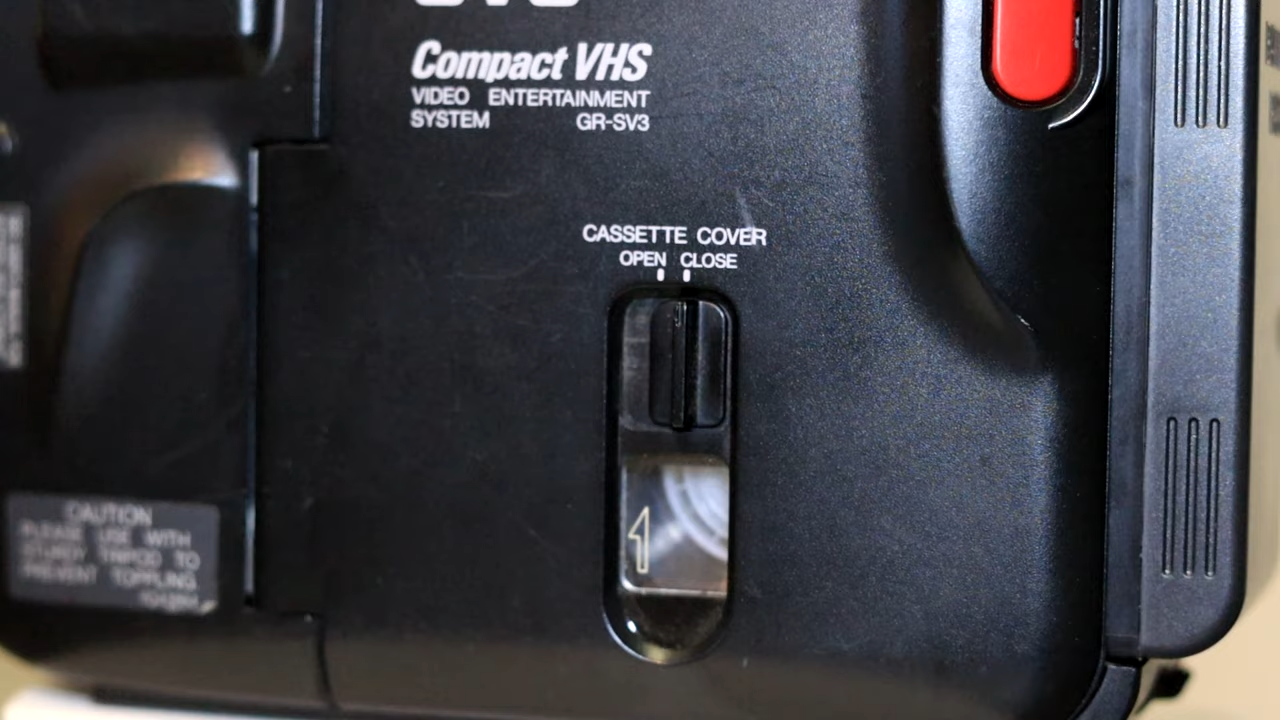 Compact VHS
VIDEO ENTERTAINMENT
SYSTEM GR-SV3
CASSETTE COVER
OPEN CLOSE
CAUTION
PLEASE USE WITH
STURDY TRIPOD TO
PREVENT TOPPLING